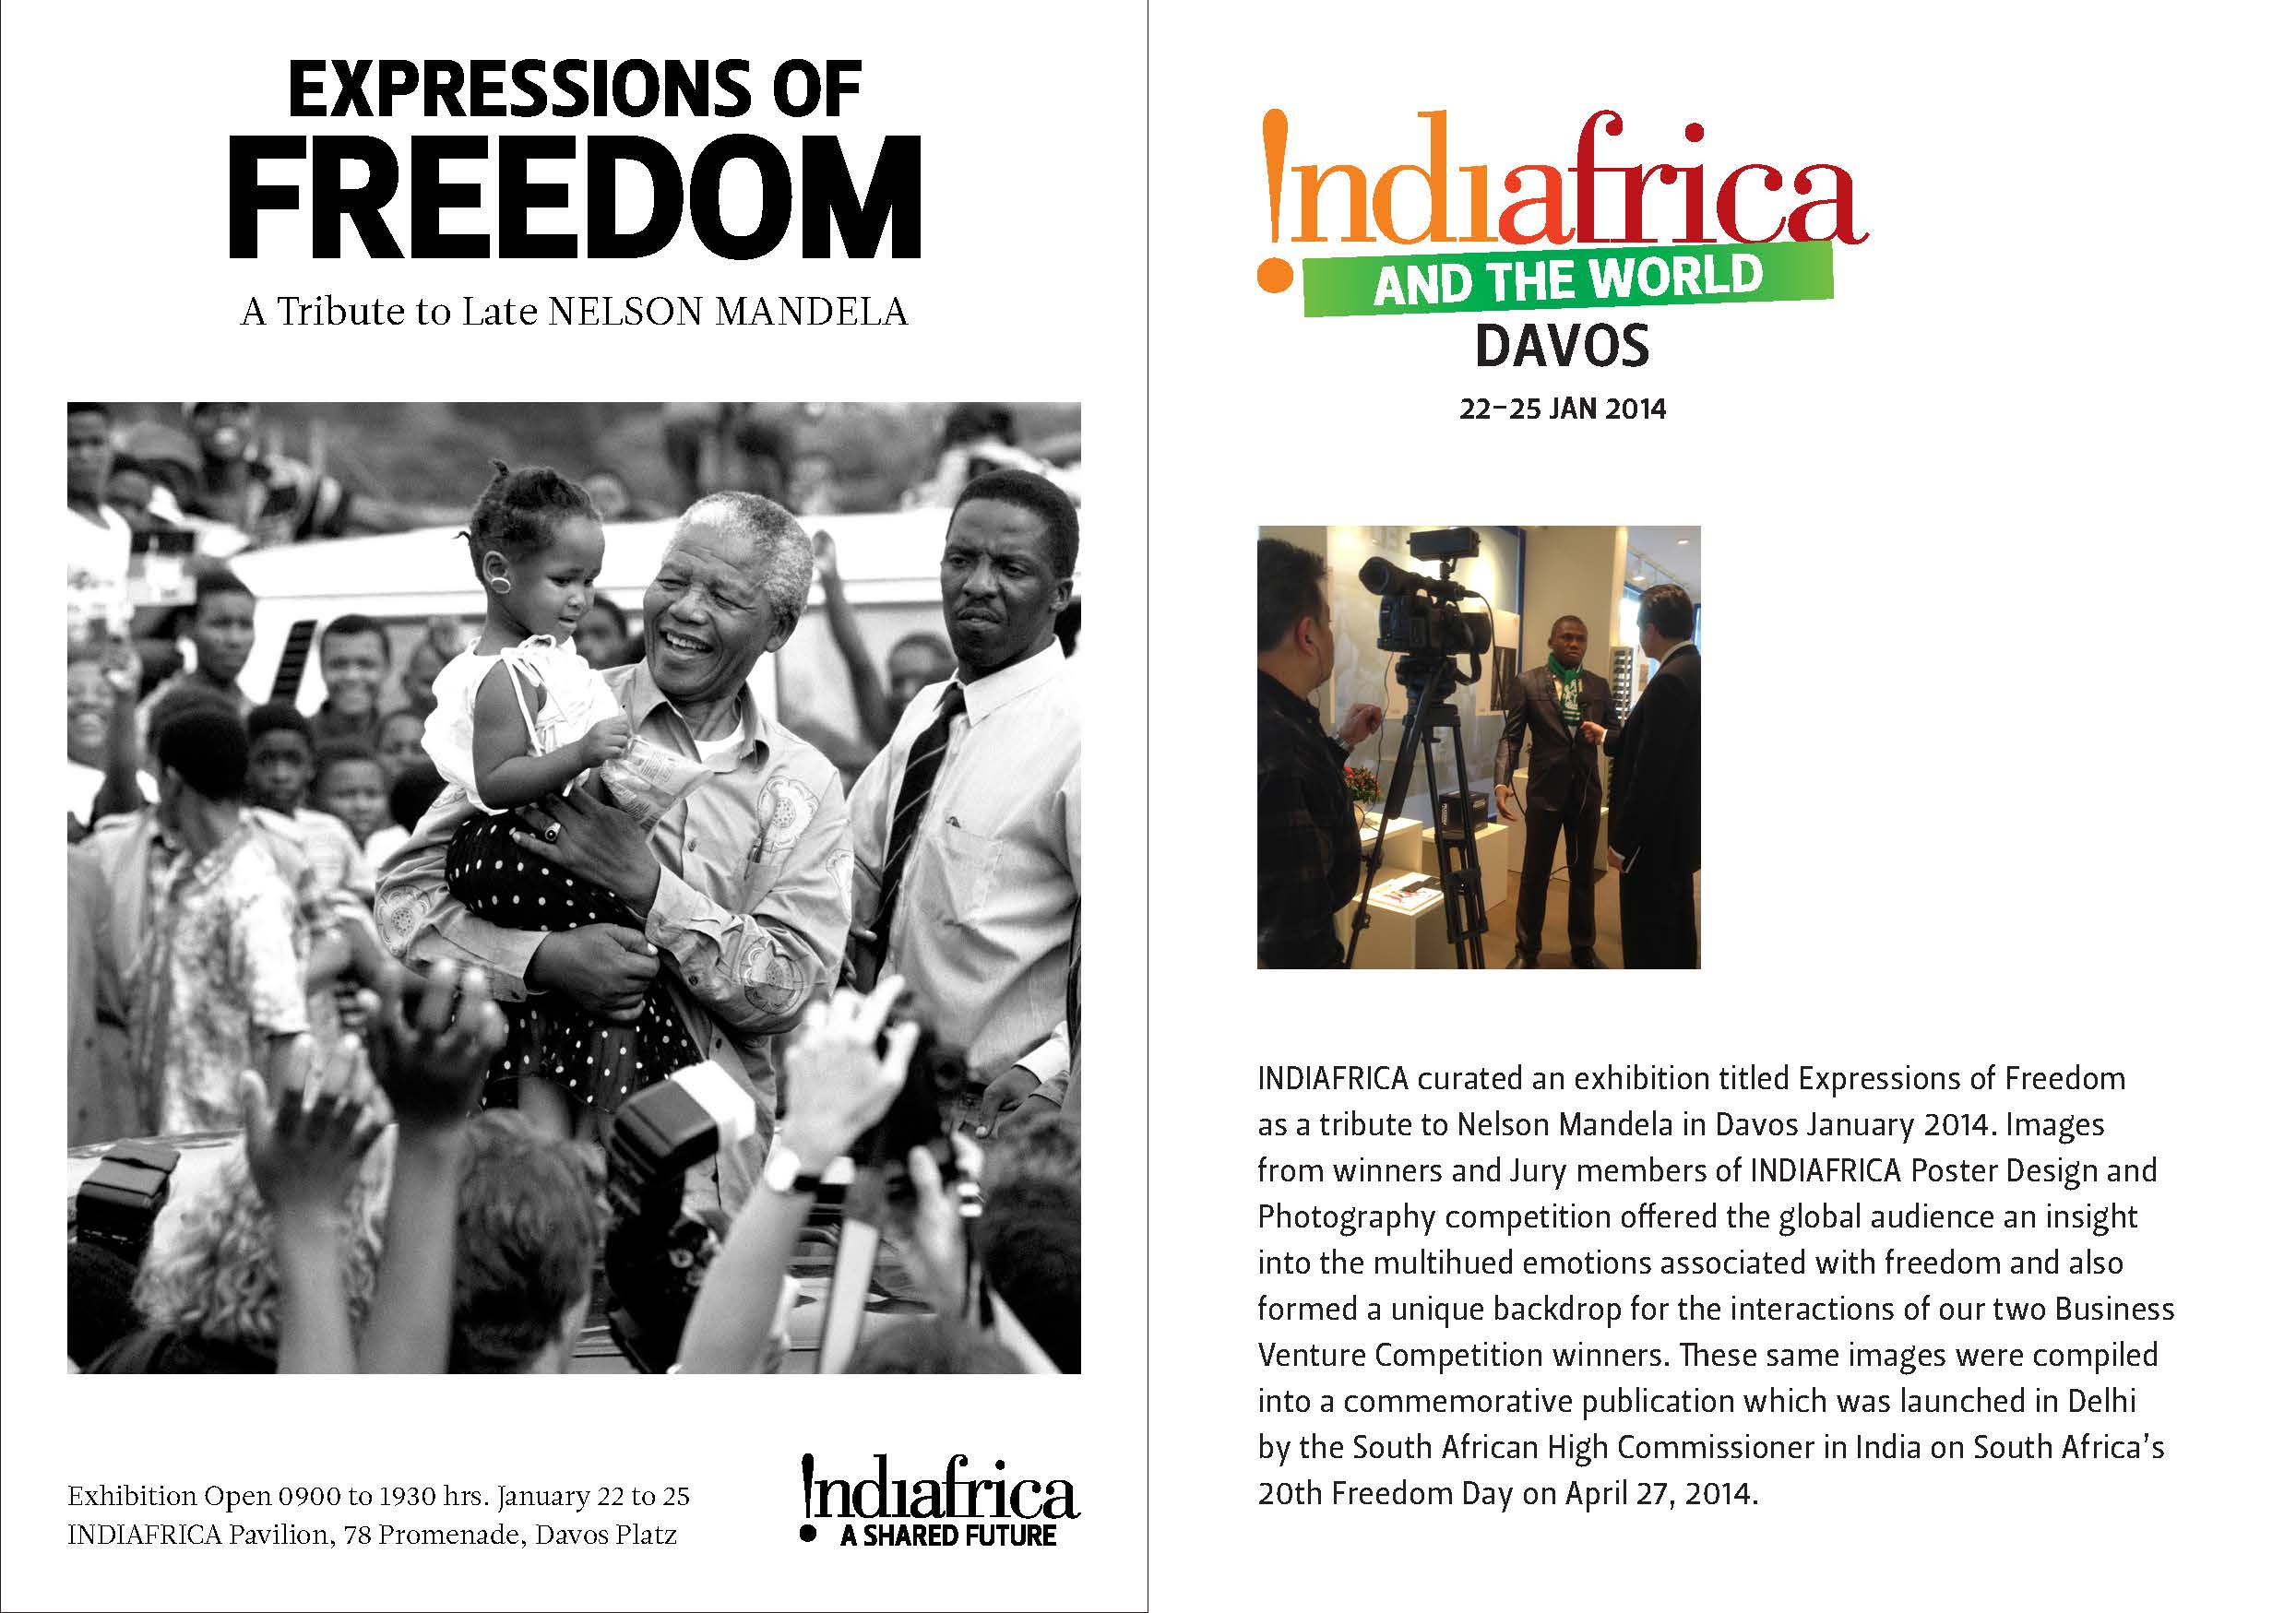 EXPRESSIONS OF
FREEDOM
A Tribute to Late NELSON MANDELA
Exhibition Open 0900 to 1930 hrs. January 22 to 25
INDIAFRICA Pavilion, 78 Promenade, Davos Platz
!ndiafrica
A SHARED FUTURE
!ndiafrica
AND THE WORLD
DAVOS
22–25 JAN 2014
INDIAFRICA curated an exhibition titled Expressions of Freedom
as a tribute to Nelson Mandela in Davos January 2014. Images
from winners and Jury members of INDIAFRICA Poster Design and
Photography competition offered the global audience an insight
into the multihued emotions associated with freedom and also
formed a unique backdrop for the interactions of our two Business
Venture Competition winners. These same images were compiled
into a commemorative publication which was launched in Delhi
by the South African High Commissioner in India on South Africa’s
20th Freedom Day on April 27, 2014.